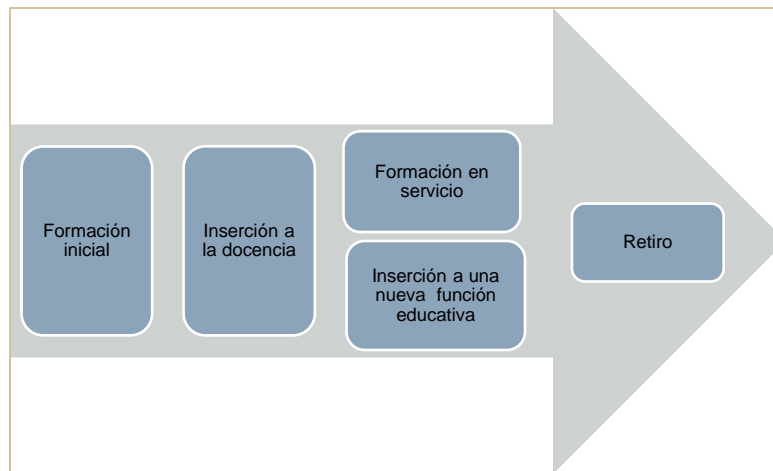 Formación
inicial
Inserción a
la docencia
Formación en
servicio
Inserción a una
nueva función
educativa
Retiro